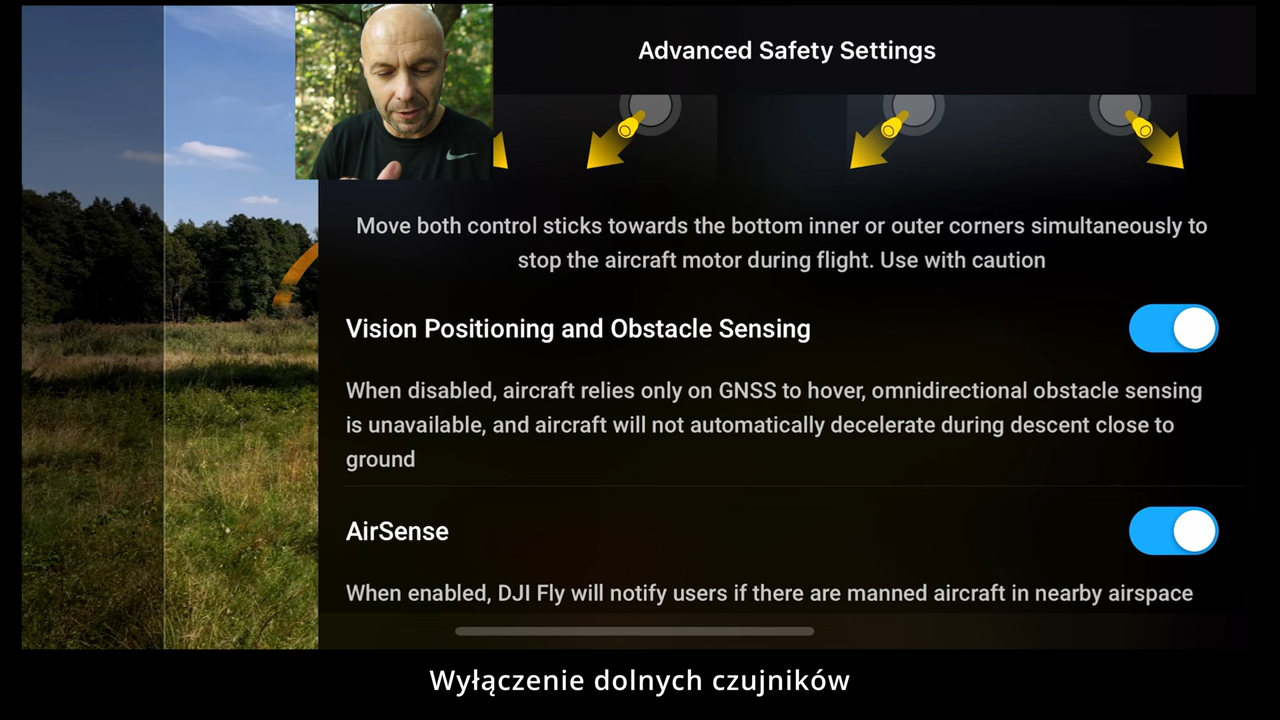 Advanced Safety Settings
Move both control sticks towards the bottom inner or outer corners simultaneously to
stop the aircraft motor during flight. Use with caution
Vision Positioning and Obstacle Sensing
When disabled, aircraft relies only on GNSS to hover, omnidirectional obstacle sensing
is unavailable, and aircraft will not automatically decelerate during descent close to
ground
AirSense
When enabled, DJI Fly will notify users if there are manned aircraft in nearby airspace
Wyłączenie dolnych czujników